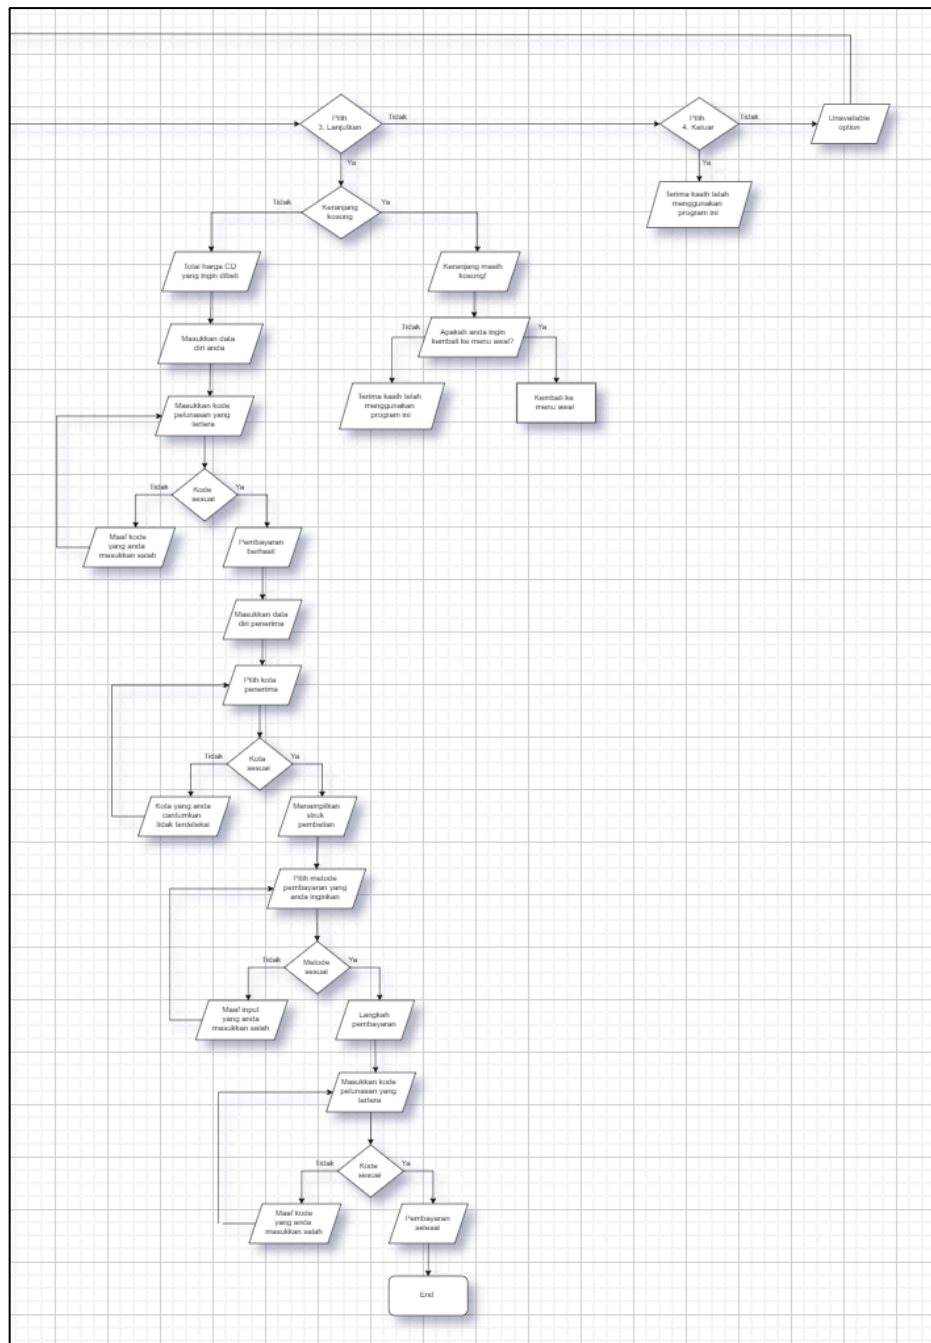 Pilih
3. Lanjutkan
Tidak
Pilih
4. Keluar
Tidak
Unavailable
option
Ya
Ya
Terima kasih telah
menggunakan
program ini
Tidak
Keranjang
kosong
Ya
Total harga CD
yang ingin dibeli
Keranjang masih
kosong!
Masukkan data
diri anda
Tidak
Apakah anda ingin
kembali ke menu awal?
Ya
Masukkan kode
pelunasan yang
tertera
Terima kasih telah
menggunakan
program ini
Kembali ke
menu awal
Tidak
Kode
sesuai
Ya
Maaf kode
yang anda
masukkan salah
Pembayaran
berhasil
Masukkan data
diri penerima
Pilih kota
penerima
Tidak
Kota
sesuai
Ya
Kota yang anda
cantumkan
tidak terdeteksi
Menampilkan
struk
pembelian
Pilih metode
pembayaran yang
anda inginkan
Tidak
Metode
sesuai
Ya
Maaf input
yang anda
masukkan salah
Langkah
pembayaran
Masukkan kode
pelunasan yang
tertera
Tidak
Kode
sesuai
Ya
Maaf kode
yang anda
masukkan salah
Pembayaran
selesai
End